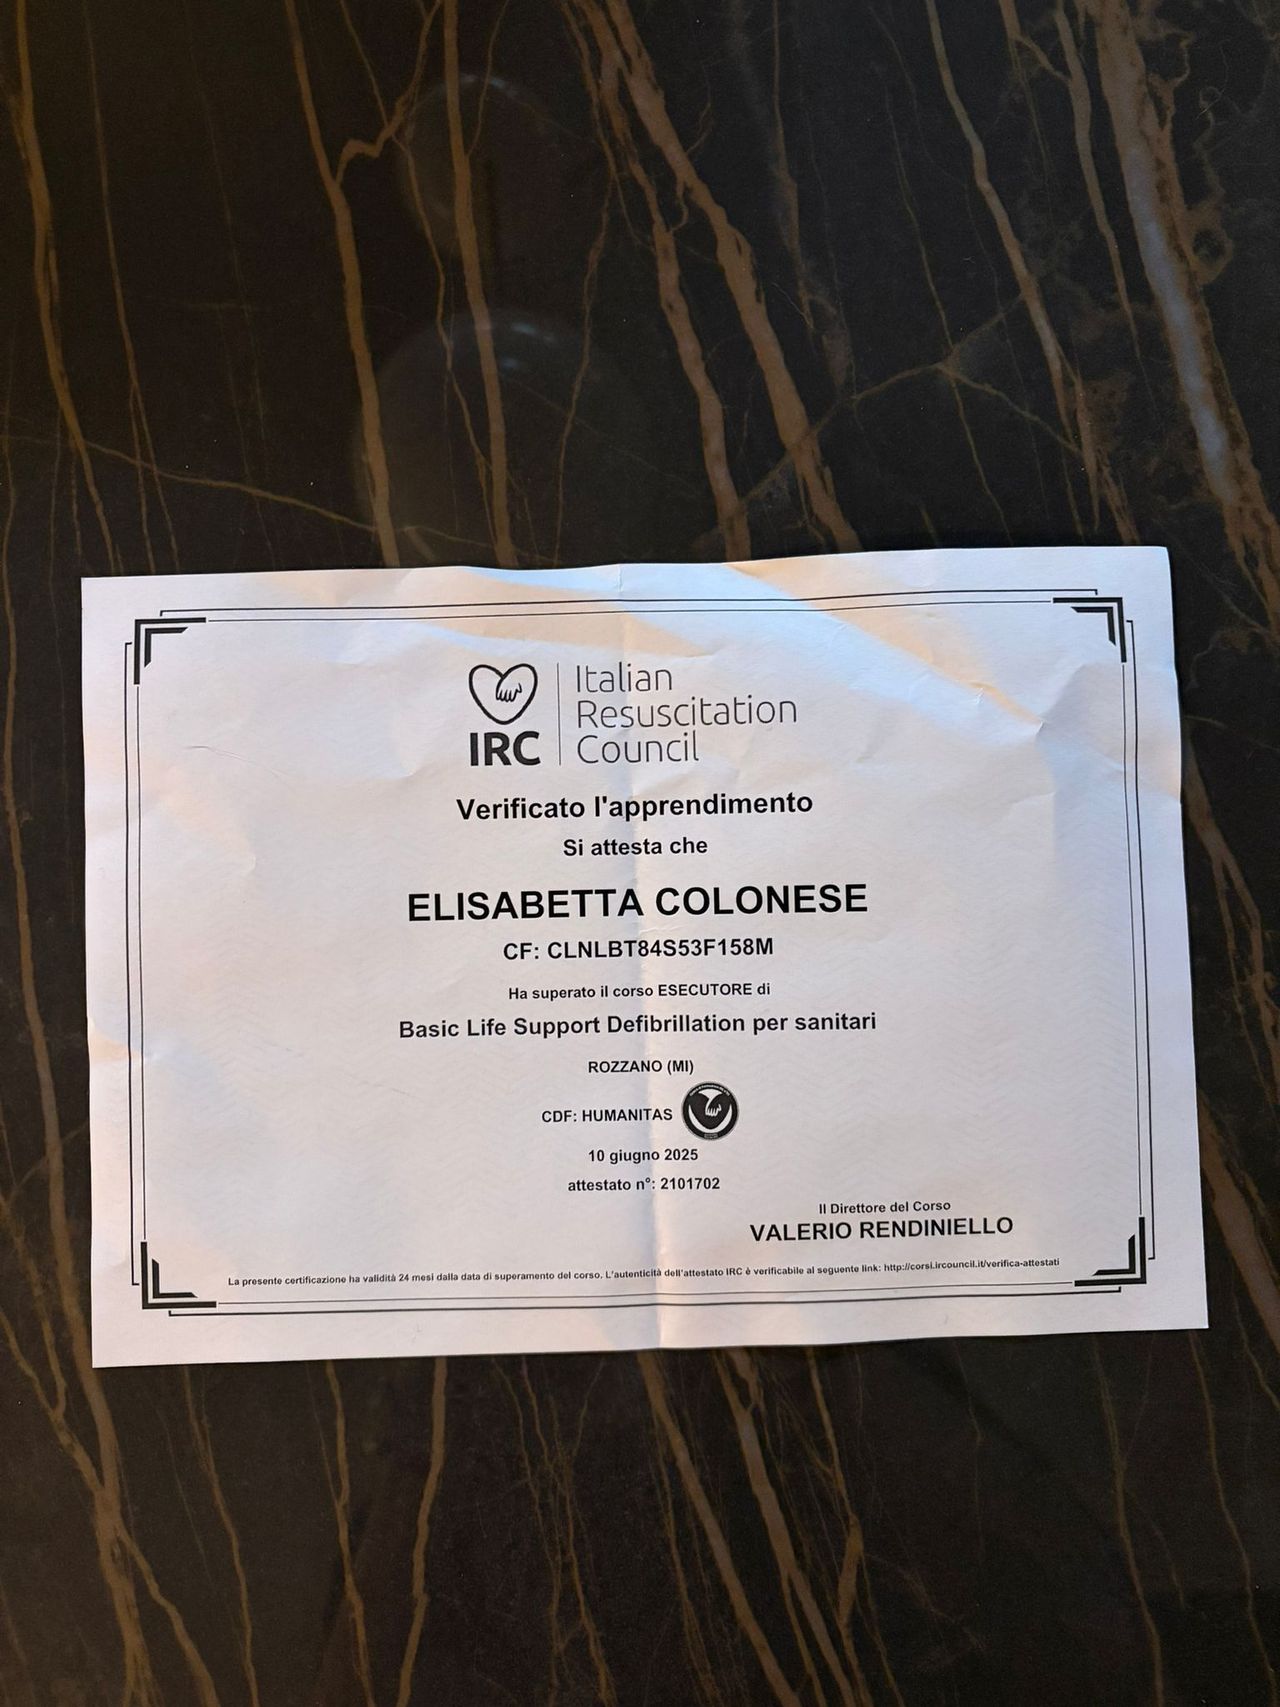 IRC
Italian
Resuscitation
Council
Verificato l'apprendimento
Si attesta che
ELISABETTA COLONESE
CF: CLNLBT84S53F158M
Ha superato il corso ESECUTORE di
Basic Life Support Defibrillation per sanitari
ROZZANO (MI)
CDF: HUMANITAS
10 giugno 2025
attestato n°: 2101702
Il Direttore del Corso
VALERIO RENDINIELLO
La presente certificazione ha validità 24 mesi dalla data di superamento del corso. L'autenticità dell'attestato IRC è verificabile al seguente link: http://corsi.ircouncil.it/verifica-attestati